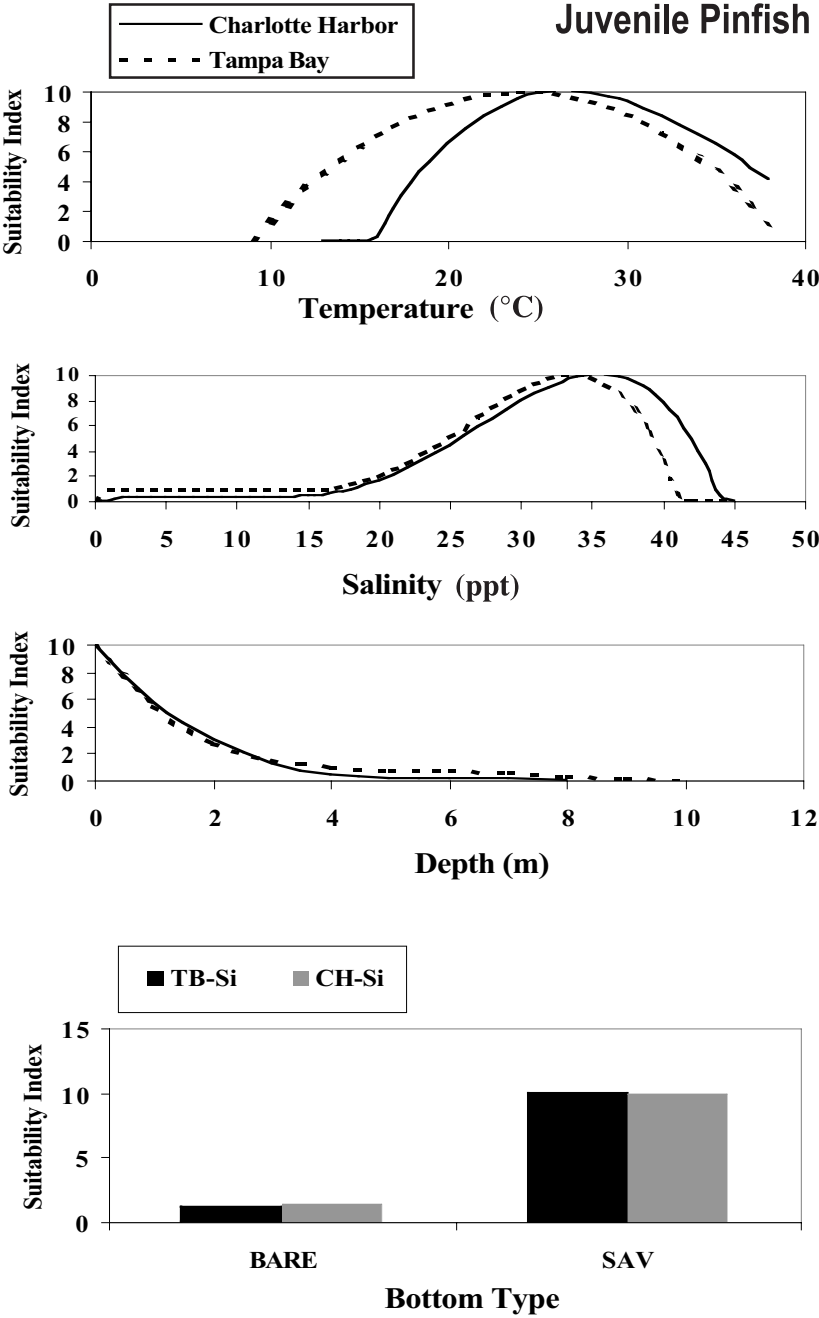 Juvenile Pinfish
Charlotte Harbor
Tampa Bay
Suitability Index
10
8
6
4
2
0
0 10 20 30 40
Temperature (°C)
Suitability Index
10
8
6
4
2
0
0 5 10 15 20 25 30 35 40 45 50
Salinity (ppt)
Suitability Index
10
8
6
4
2
0
0 2 4 6 8 10 12
Depth (m)
TB-Si CH-Si
Suitability Index
15
10
5
0
BARE SAV
Bottom Type